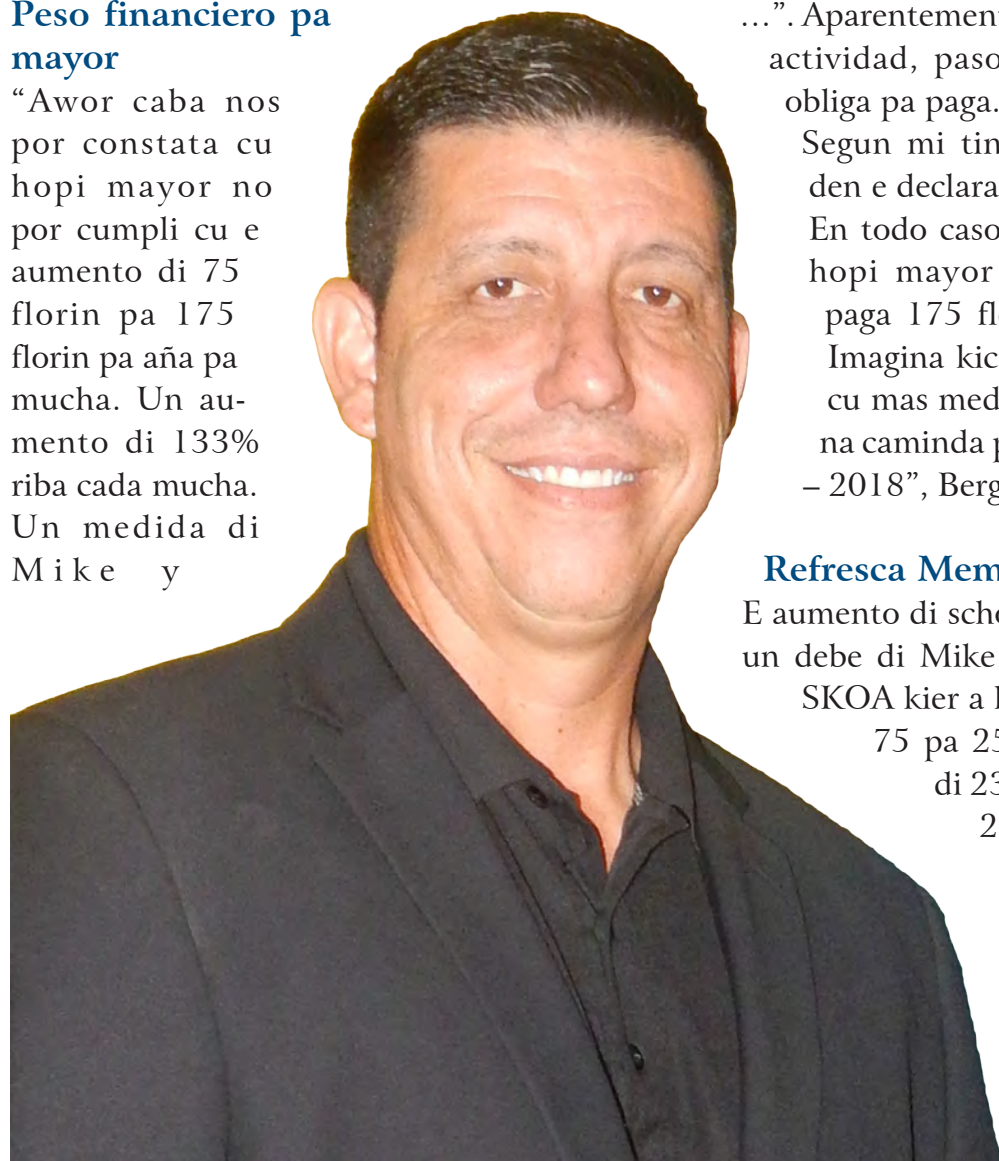 Peso financiero pa
mayor
“Awor caba nos
por constata cu
hopi mayor no
por cumpli cu e
aumento di 75
florin pa 175
florin pa aña pa
mucha. Un au-
mento di 133%
riba cada mucha.
Un medida di
Mike y
...”. Aparentemen
actividad, paso
obliga pa paga.
Segun mi tin
den e declara
En todo caso
hopi mayor
paga 175 fl
Imagina kic
cu mas med
na caminda
– 2018”, Berg
Refresca Mem
E aumento di scho
un debe di Mike
SKOA kier a
75 pa 25
di 23
2